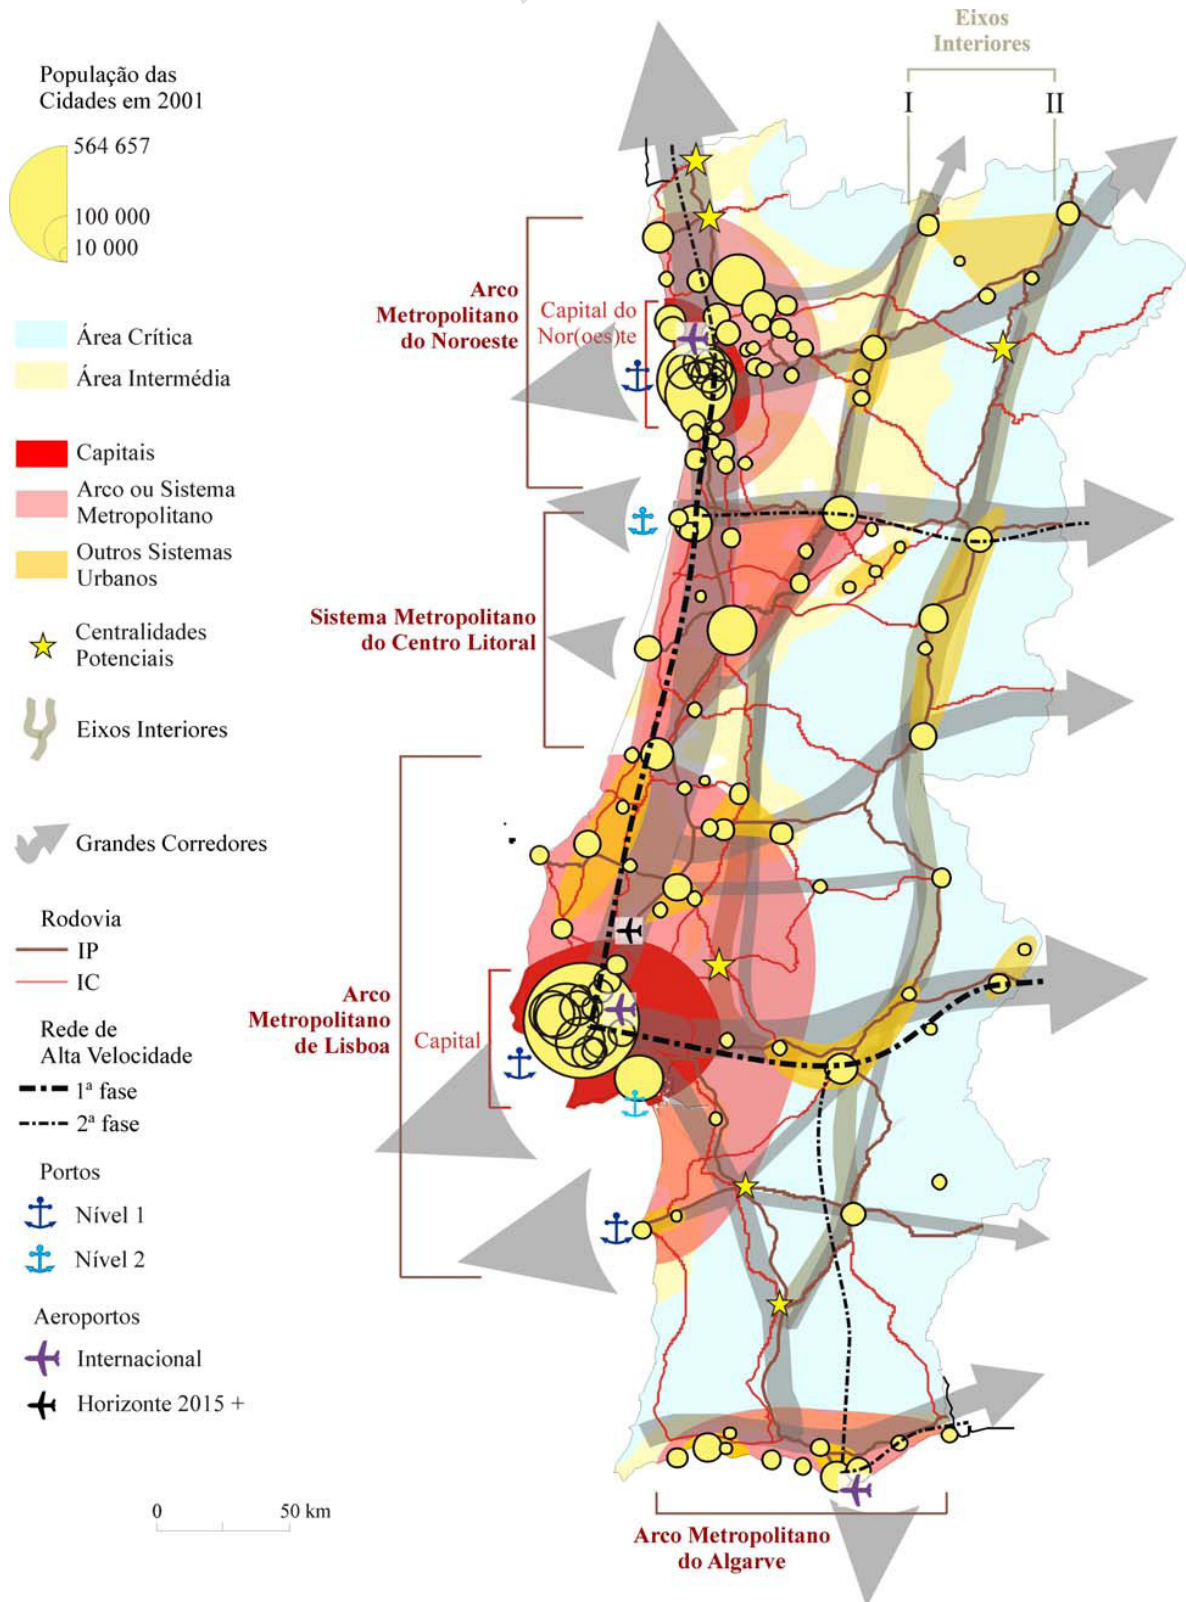 População das
Cidades em 2001
564 657
100 000
10 000
Área Crítica
Área Intermédia
Capitais
Arco ou Sistema
Metropolitano
Outros Sistemas
Urbanos
Centralidades
Potenciais
Eixos Interiores
Grandes Corredores
Rodovia
IP
IC
Rede de
Alta Velocidade
1ª fase
2ª fase
Portos
Nível 1
Nível 2
Aeroportos
Internacional
Horizonte 2015 +
0 50 km
Eixos
Interiores
I II
Arco
Metropolitano
do Noroeste
Capital do
Nor(oes)te
Sistema Metropolitano
do Centro Litoral
Arco
Metropolitano
de Lisboa
Capital
Arco Metropolitano
do Algarve